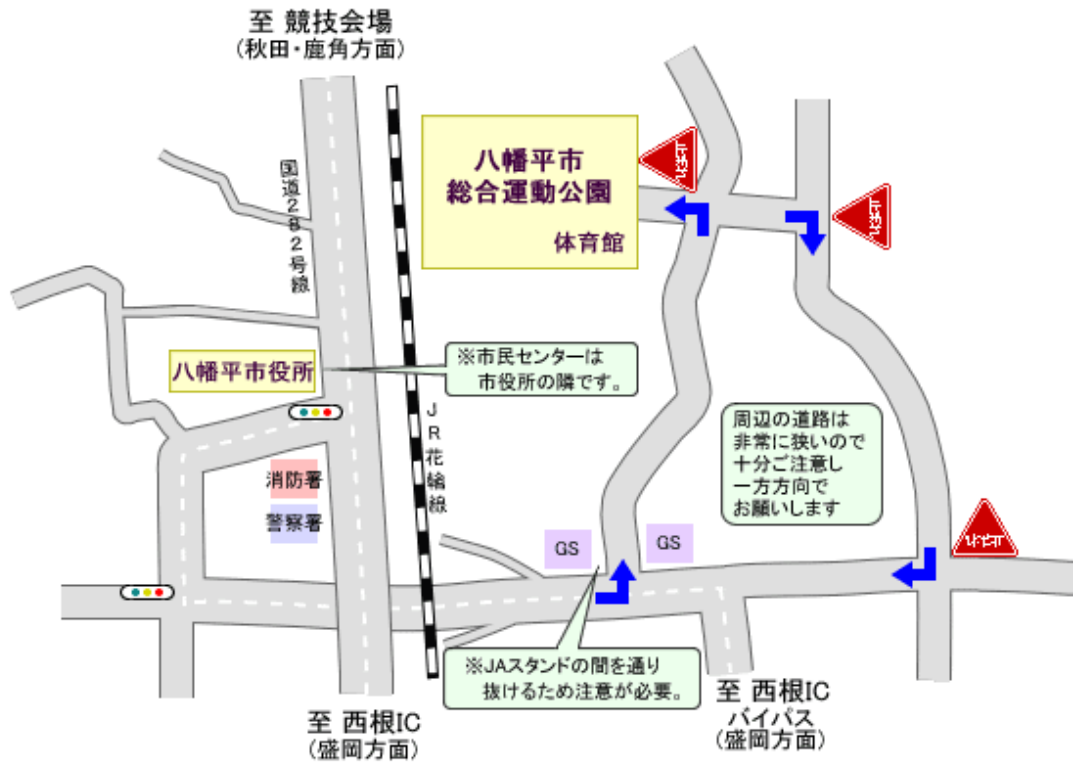 至 競技会場
(秋田・鹿角方面)
国道282号線
八幡平市
総合運動公園
体育館
止まれ
止まれ
八幡平市役所
※市民センターは
市役所の隣です。
JR花輪線
周辺の道路は
非常に狭いので
十分ご注意し
一方方向で
お願いします
消防署
警察署
GS
GS
止まれ
※JAスタンドの間を通り
抜けるため注意が必要。
至 西根IC
(盛岡方面)
至 西根IC
バイパス
(盛岡方面)